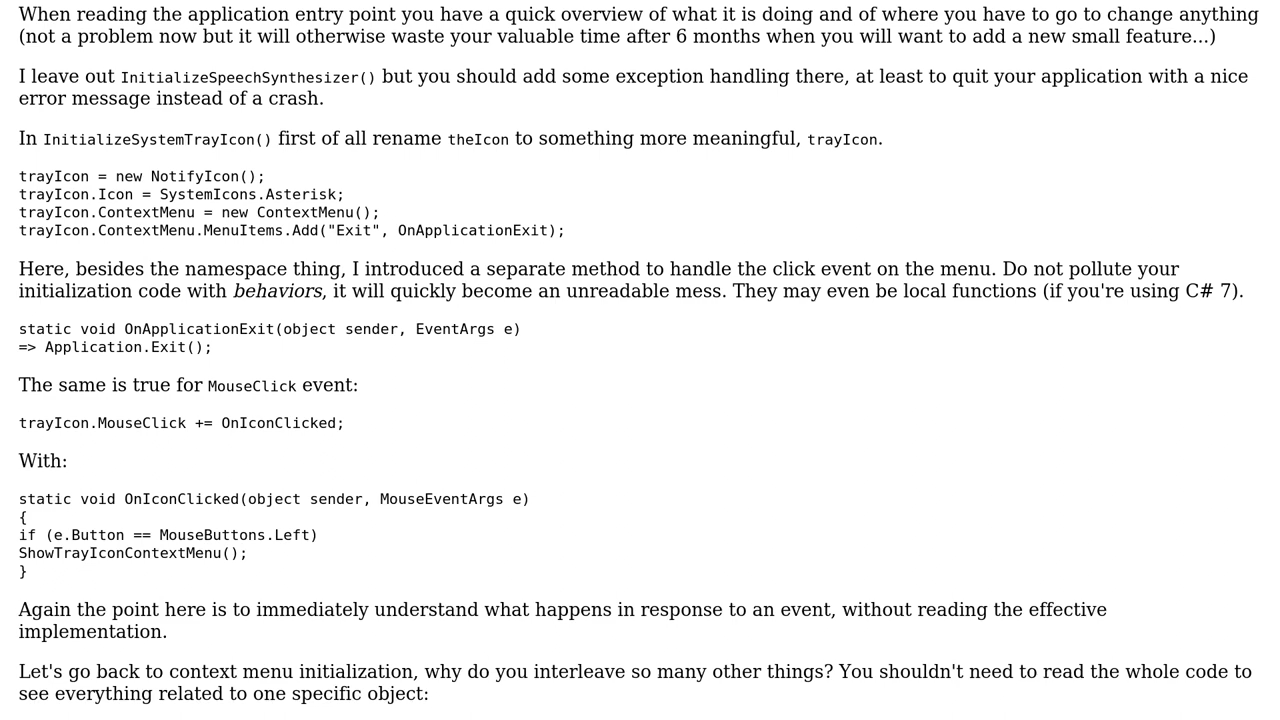 When reading the application entry point you have a quick overview of what it is doing and of where you have to go to change anything
(not a problem now but it will otherwise waste your valuable time after 6 months when you will want to add a new small feature...)
I leave out InitializeSpeechSynthesizer() but you should add some exception handling there, at least to quit your application with a nice
error message instead of a crash.
In InitializeSystemTrayIcon() first of all rename theIcon to something more meaningful, trayIcon.
trayIcon = new NotifyIcon();
trayIcon.Icon = SystemIcons.Asterisk;
trayIcon.ContextMenu = new ContextMenu();
trayIcon.ContextMenu.MenuItems.Add("Exit", OnApplicationExit);
Here, besides the namespace thing, I introduced a separate method to handle the click event on the menu. Do not pollute your
initialization code with behaviors, it will quickly become an unreadable mess. They may even be local functions (if you're using C# 7).
static void OnApplicationExit(object sender, EventArgs e)
=> Application.Exit();
The same is true for MouseClick event:
trayIcon.MouseClick += OnIconClicked;
With:
static void OnIconClicked(object sender, MouseEventArgs e)
{
if (e.Button == MouseButtons.Left)
ShowTrayIconContextMenu();
}
Again the point here is to immediately understand what happens in response to an event, without reading the effective
implementation.
Let's go back to context menu initialization, why do you interleave so many other things? You shouldn't need to read the whole code to
see everything related to one specific object: